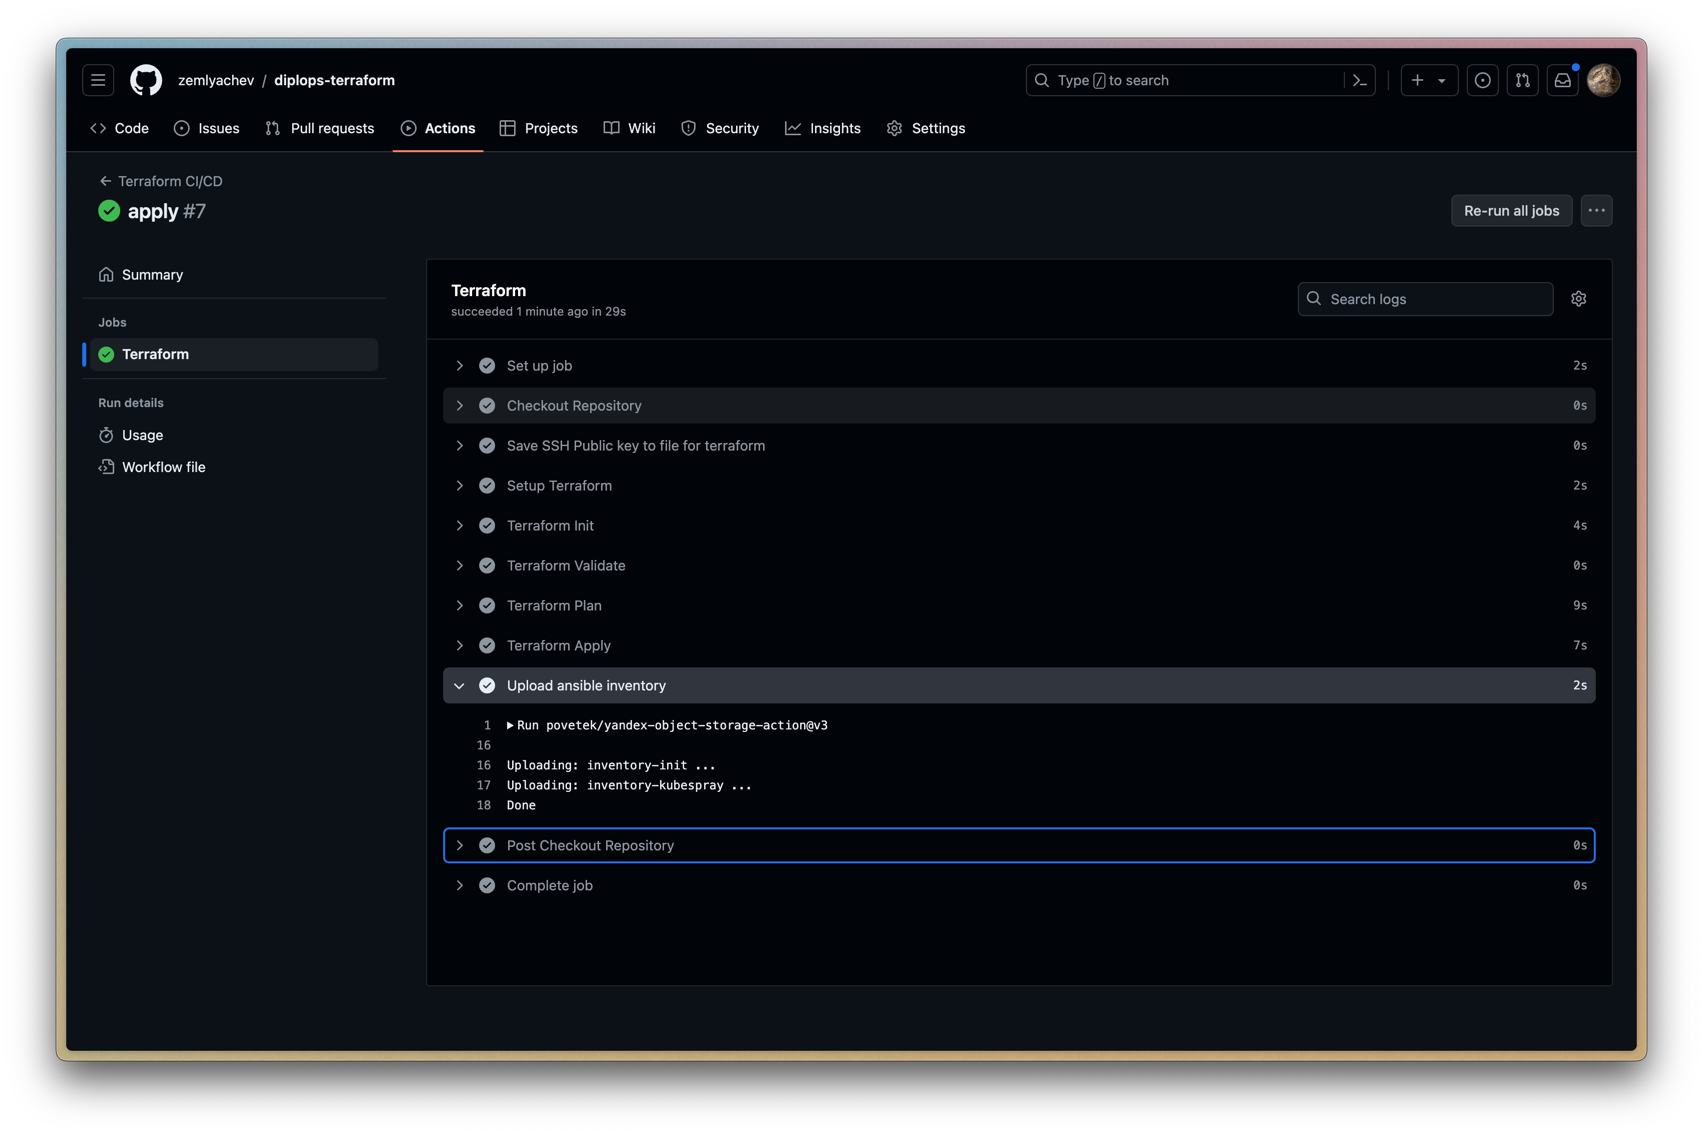 zemlyachev / diplops-terraform
Type / to search
Code
Issues
Pull requests
Actions
Projects
Wiki
Security
Insights
Settings
Terraform CI/CD
apply #7
Re-run all jobs
Summary
Jobs
Terraform
Run details
Usage
Workflow file
Terraform
succeeded 1 minute ago in 29s
Search logs
Set up job 2s
Checkout Repository 0s
Save SSH Public key to file for terraform 0s
Setup Terraform 2s
Terraform Init 4s
Terraform Validate 0s
Terraform Plan 9s
Terraform Apply 7s
Upload ansible inventory 2s
1 Run povetek/yandex-object-storage-action@v3
16
16 Uploading: inventory-init ...
17 Uploading: inventory-kubespray ...
18 Done
Post Checkout Repository 0s
Complete job 0s